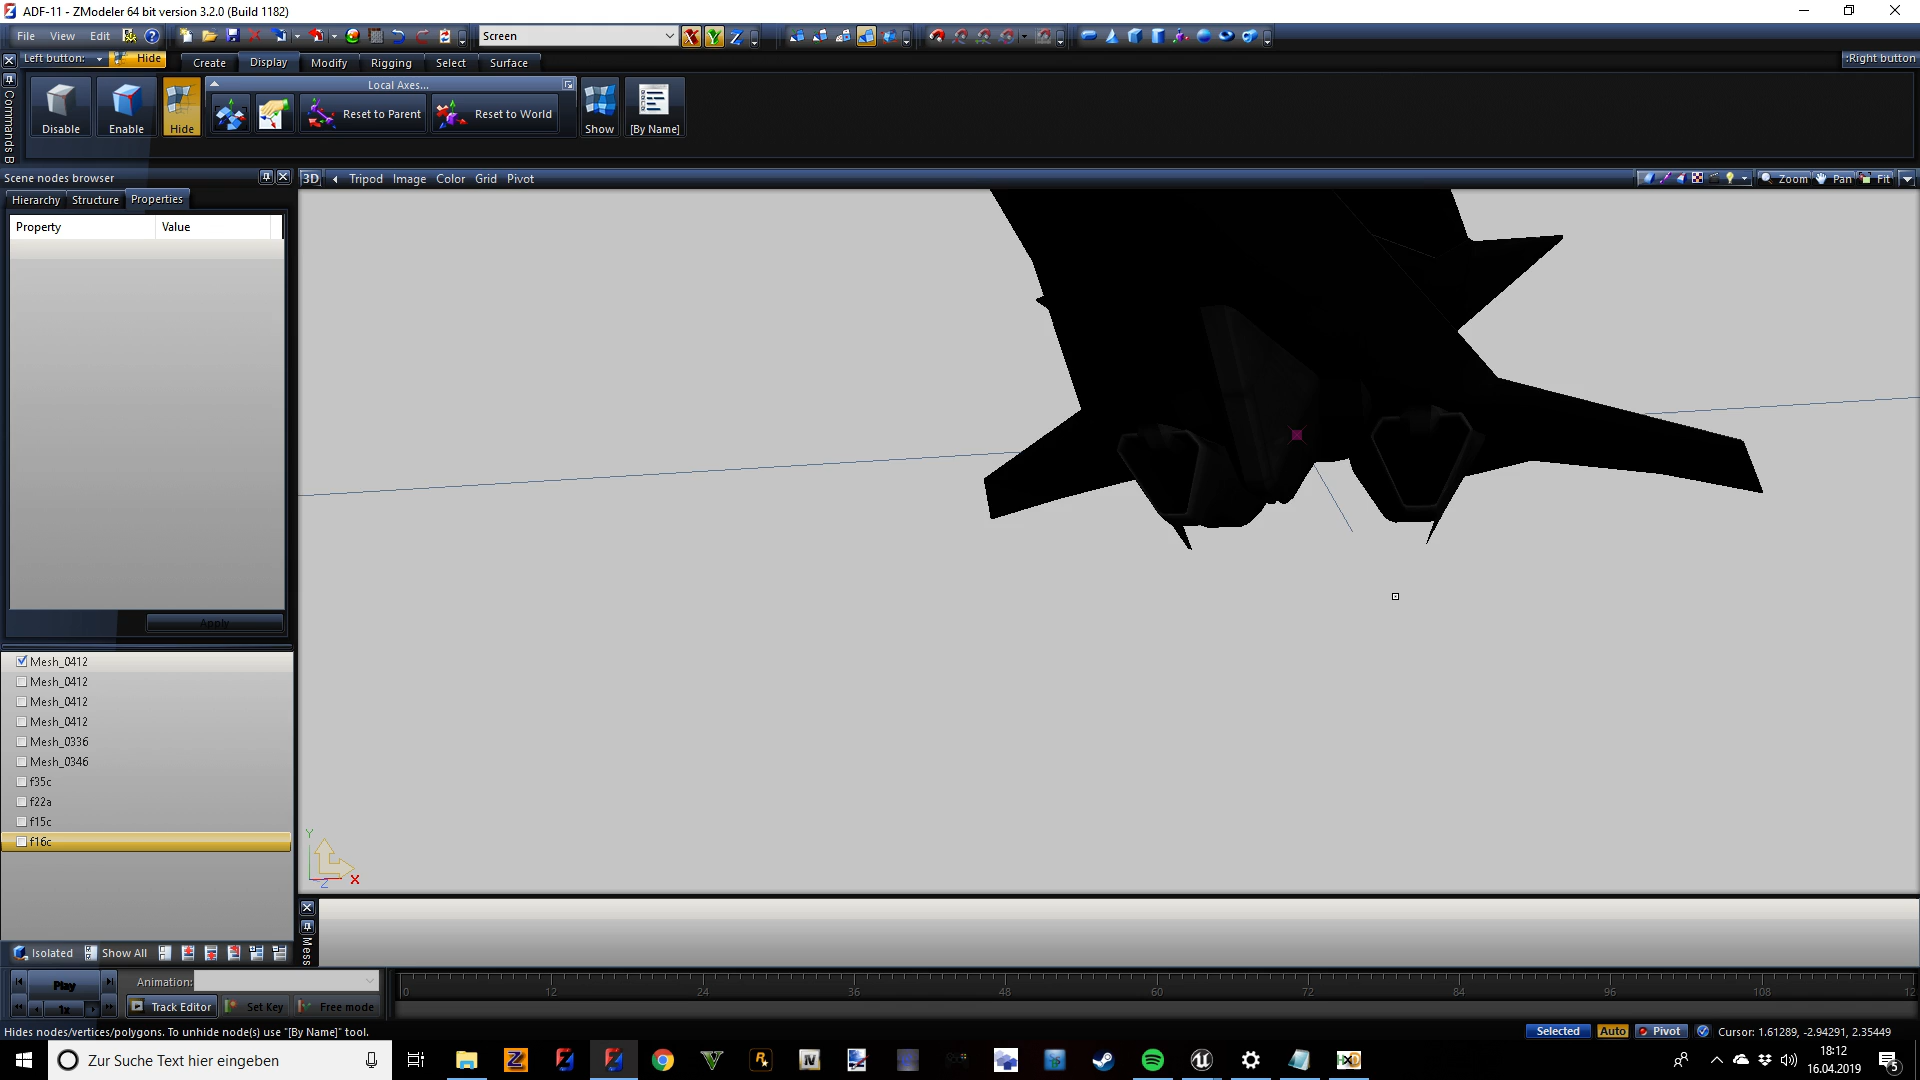 ADF-11 - ZModeler 64 bit version 3.2.0 (Build 1182)
File View Edit
Screen
Left button: Hide
Create Display Modify Rigging Select Surface
:Right button
Local Axes...
Disable Enable Hide Reset to Parent Reset to World Show [By Name]
Commands B
Scene nodes browser
3D Tripod Image Color Grid Pivot
Zoom Pan Fit
Hierarchy Structure Properties
Property Value
Apply
Mesh_0412
Mesh_0412
Mesh_0412
Mesh_0412
Mesh_0336
Mesh_0346
f35c
f22a
f15c
f16c
Y
Z X
Mess
Isolated Show All
Play Animation:
1x Track Editor Set Key Free mode
0 12 24 36 48 60 72 84 96 108 12
Hides nodes/vertices/polygons. To unhide node(s) use "[By Name]" tool.
Selected Auto Pivot Cursor: 1.61289, -2.94291, 2.35449
Zur Suche Text hier eingeben
18:12
16.04.2019
5